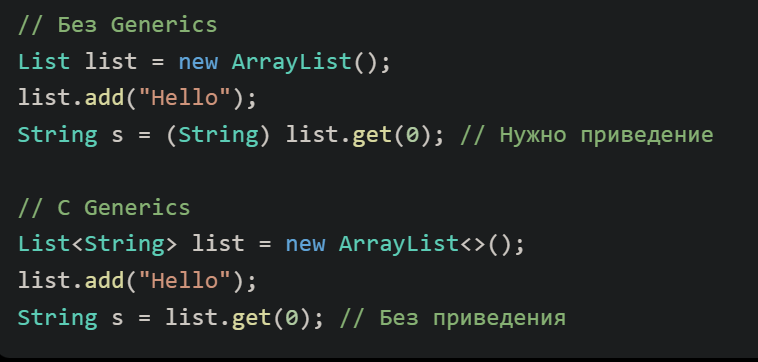 // Без Generics
List list = new ArrayList();
list.add("Hello");
String s = (String) list.get(0); // Нужно приведение
// С Generics
List<String> list = new ArrayList<>();
list.add("Hello");
String s = list.get(0); // Без приведения